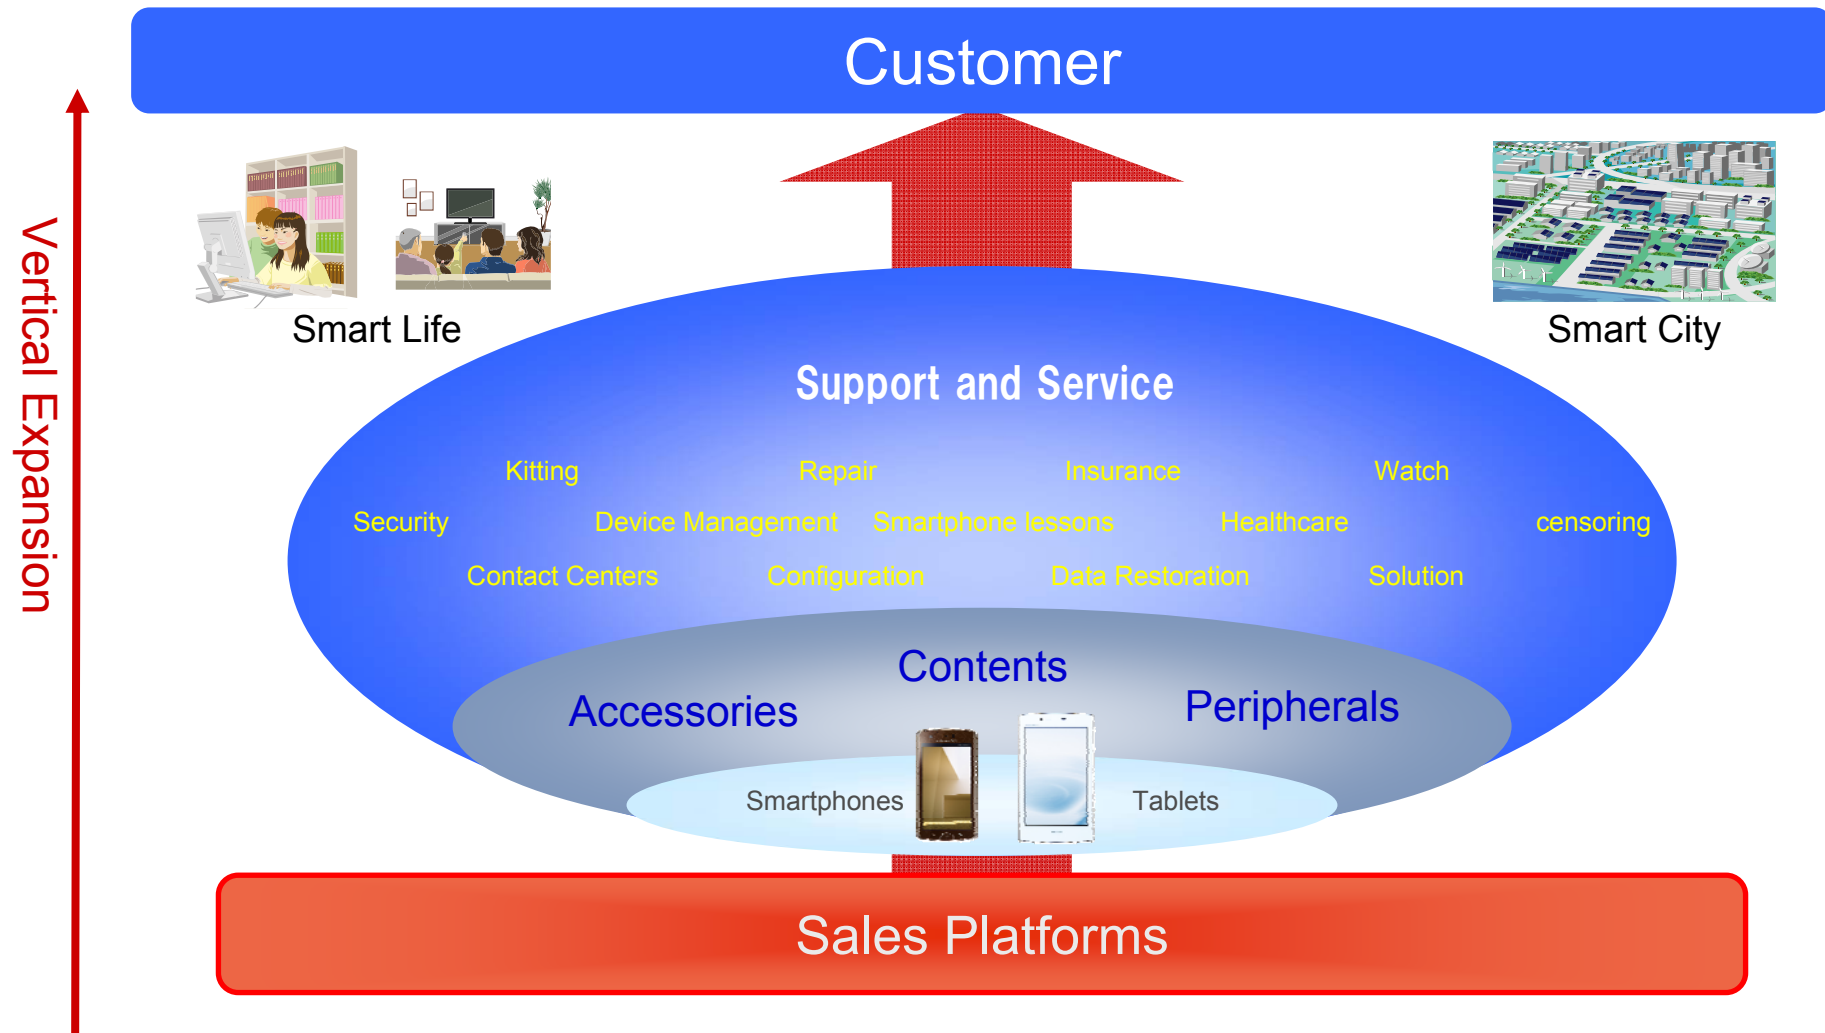 Customer
Vertical Expansion
Smart Life
Smart City
Support and Service
Kitting
Repair
Insurance
Watch
Security
Device Management
Smartphone lessons
Healthcare
censoring
Contact Centers
Configuration
Data Restoration
Solution
Contents
Accessories
Peripherals
Smartphones
Tablets
Sales Platforms